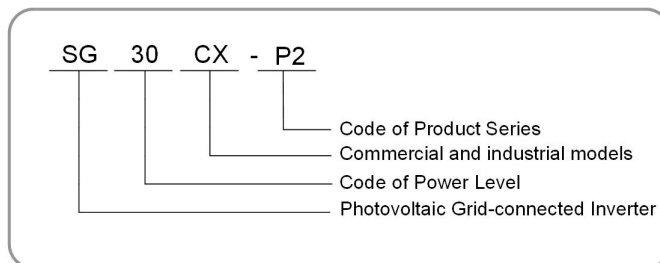 SG 30 CX - P2
Code of Product Series
Commercial and industrial models
Code of Power Level
Photovoltaic Grid-connected Inverter